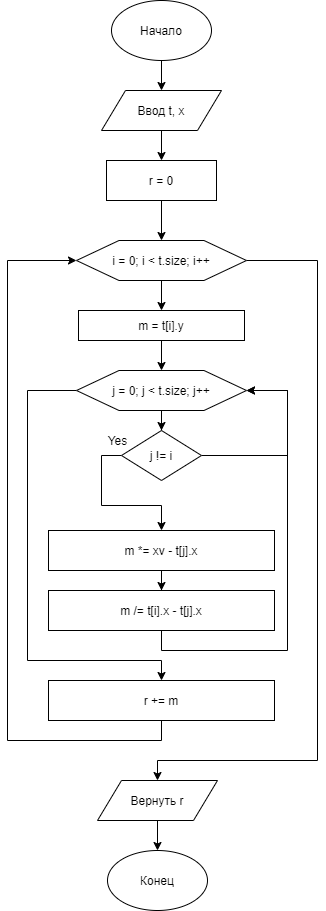 Начало
Ввод t, x
r = 0
i = 0; i < t.size; i++
m = t[i].y
j = 0; j < t.size; j++
Yes
j != i
m *= xv - t[j].x
m /= t[i].x - t[j].x
r += m
Вернуть r
Конец